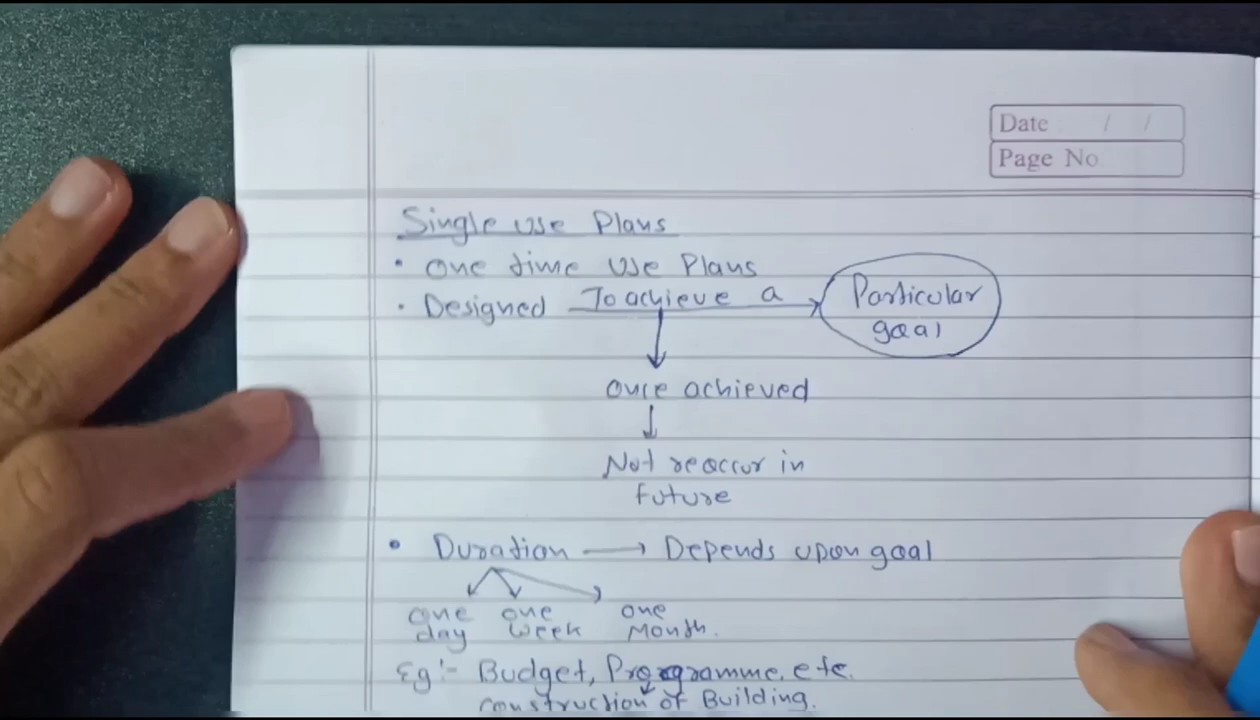 Date / /
Page No
Single Use Plans
• One time Use Plans
• Designed To achieve a → Particular
goal
↓
Once achieved
↓
Not reoccur in
future
• Duration → Depends upon goal
one one one
day week Month.
Eg:- Budget, Programme, etc.
construction of Building.